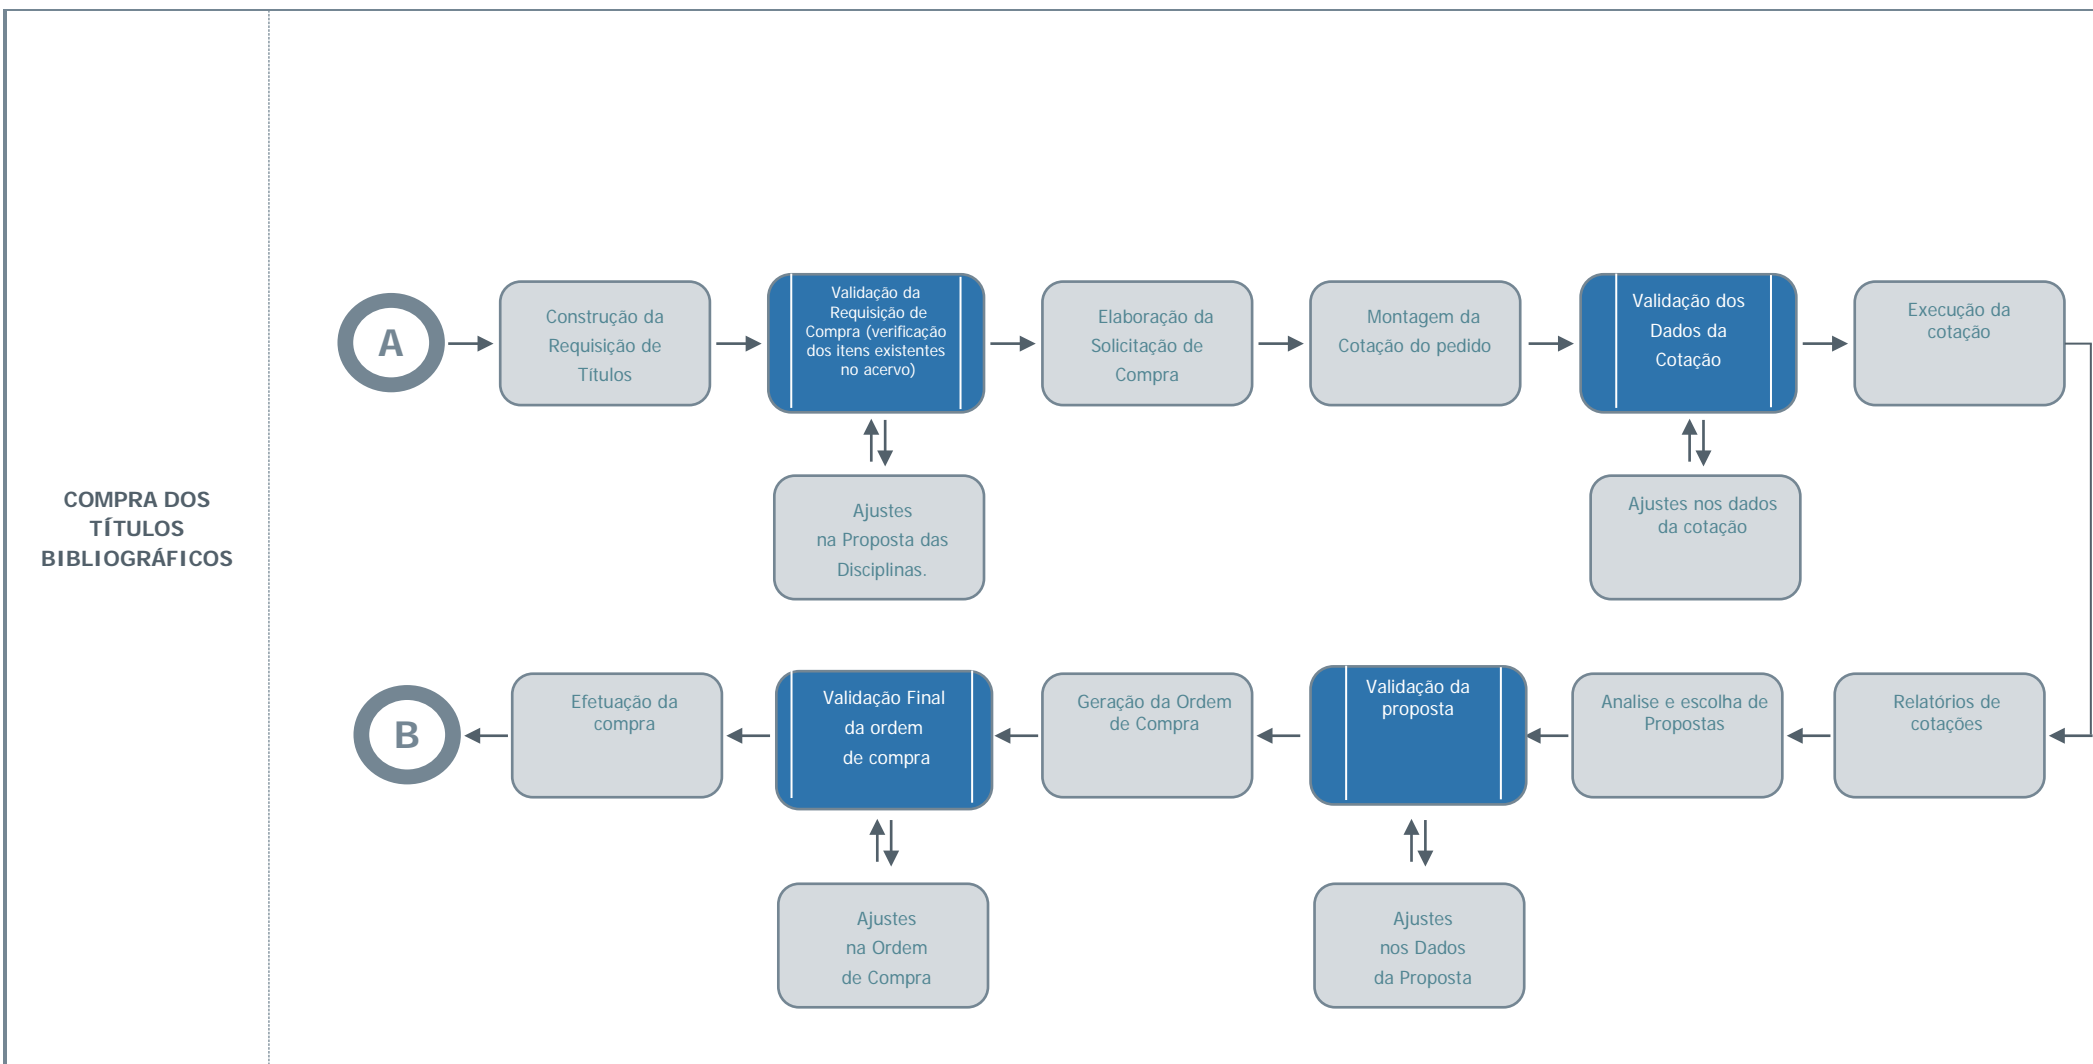 COMPRA DOS
TÍTULOS
BIBLIOGRÁFICOS
A
Construção da
Requisição de
Títulos
Validação da
Requisição de
Compra (verificação
dos itens existentes
no acervo)
Elaboração da
Solicitação de
Compra
Montagem da
Cotação do pedido
Validação dos
Dados da
Cotação
Execução da
cotação
Ajustes
na Proposta das
Disciplinas.
Ajustes nos dados
da cotação
B
Efetuação da
compra
Validação Final
da ordem
de compra
Geração da Ordem
de Compra
Validação da
proposta
Analise e escolha de
Propostas
Relatórios de
cotações
Ajustes
na Ordem
de Compra
Ajustes
nos Dados
da Proposta